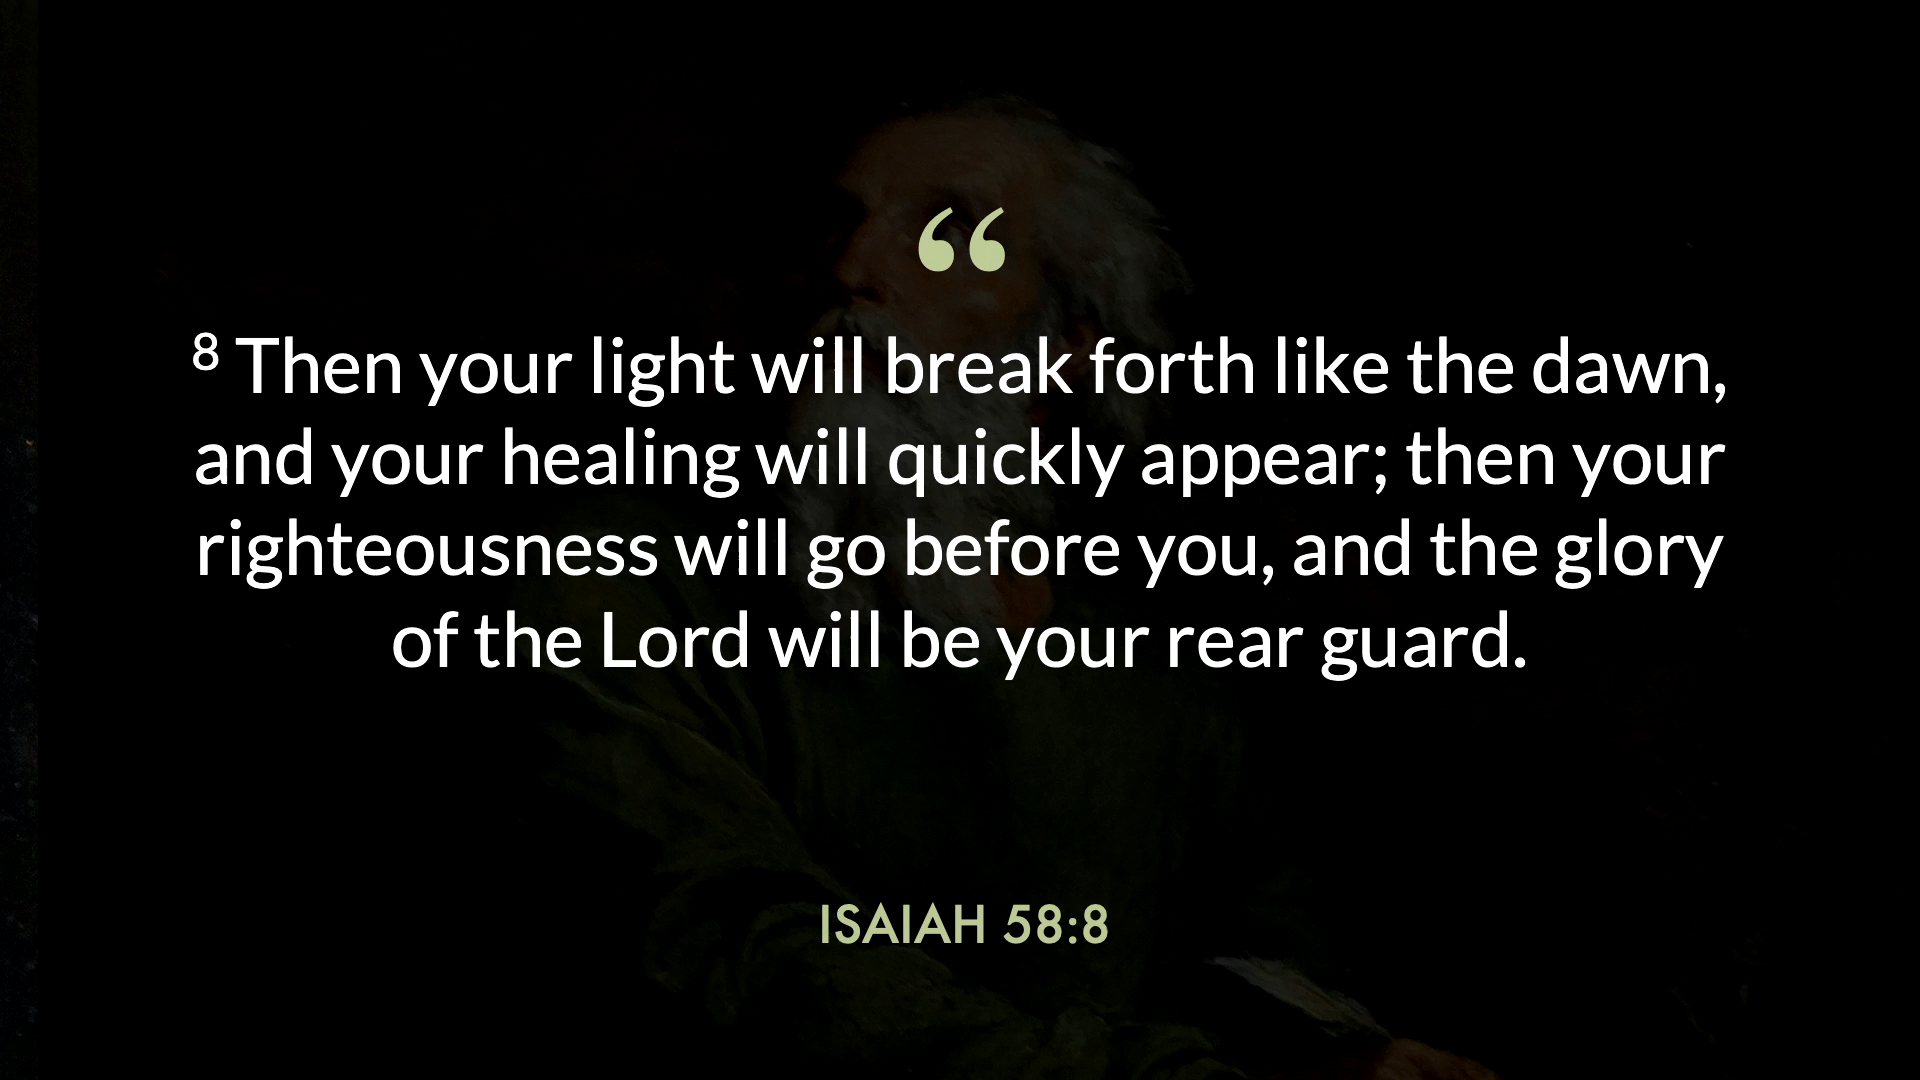 “
⁸ Then your light will break forth like the dawn,
and your healing will quickly appear; then your
righteousness will go before you, and the glory
of the Lord will be your rear guard.
ISAIAH 58:8